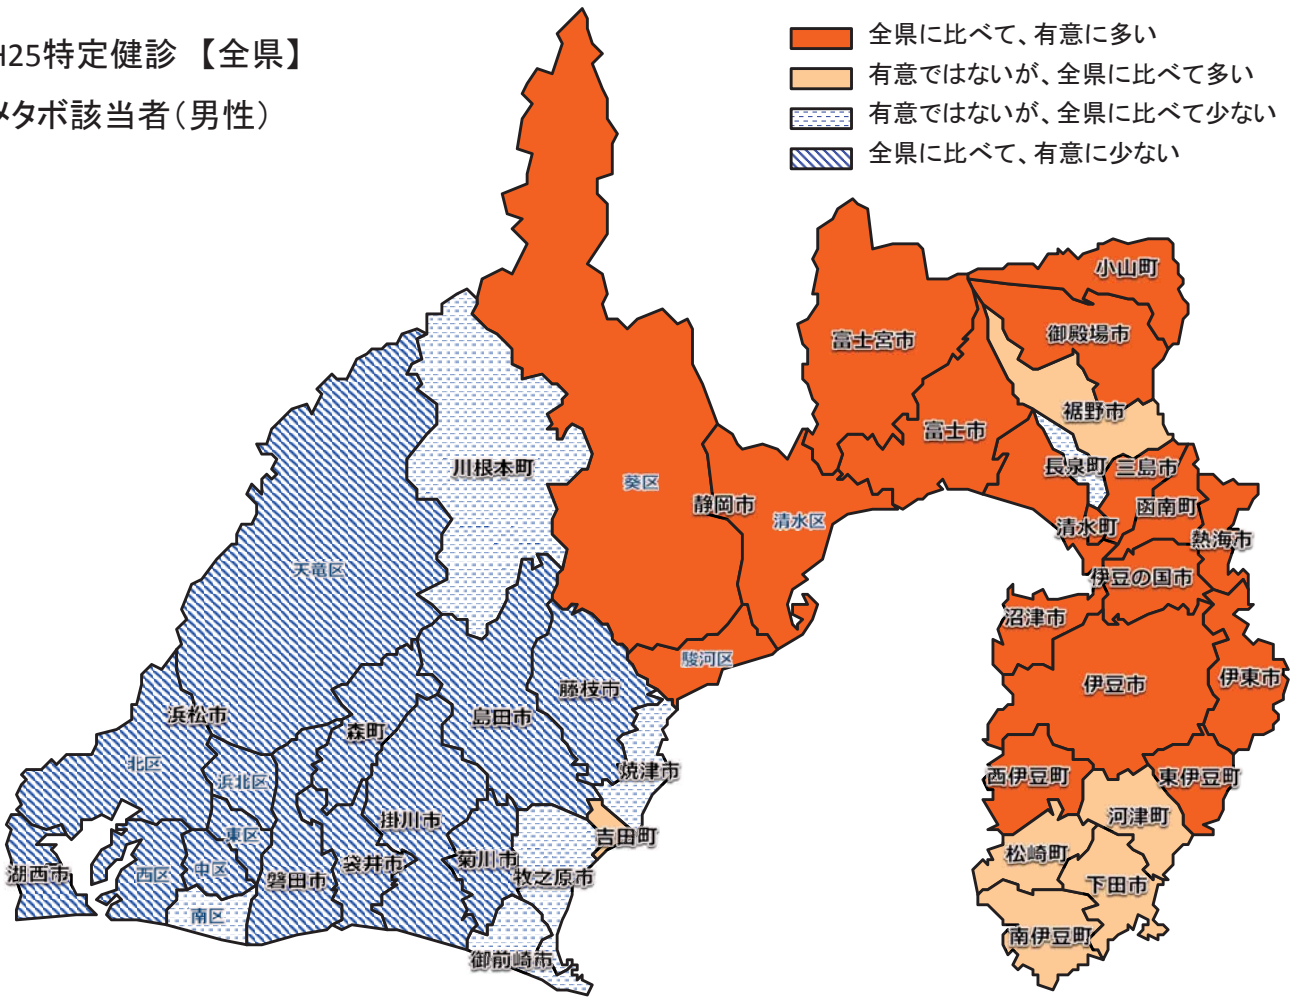 H25特定健診 【全県】
メタボ該当者(男性)
全県に比べて、有意に多い
有意ではないが、全県に比べて多い
有意ではないが、全県に比べて少ない
全県に比べて、有意に少ない
小山町
御殿場市
富士宮市
裾野市
富士市
長泉町
三島市
川根本町
葵区
静岡市
清水区
函南町
清水町
熱海市
天竜区
伊豆の国市
沼津市
駿河区
伊豆市
伊東市
藤枝市
島田市
浜松市
森町
北区
浜北区
焼津市
西伊豆町
東伊豆町
河津町
掛川市
東区
吉田町
松崎町
湖西市
西区
中区
磐田市
袋井市
菊川市
牧之原市
下田市
南区
南伊豆町
御前崎市